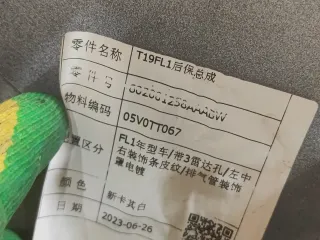 零件名称 T19FL1后保总成
零件号
物料编码 05V0TT067
配置区分 FL1年型车/带3雷达孔/左中
右装饰条皮纹/排气管装饰
罩电镀
颜色 新卡其白
日期 2023-06-26